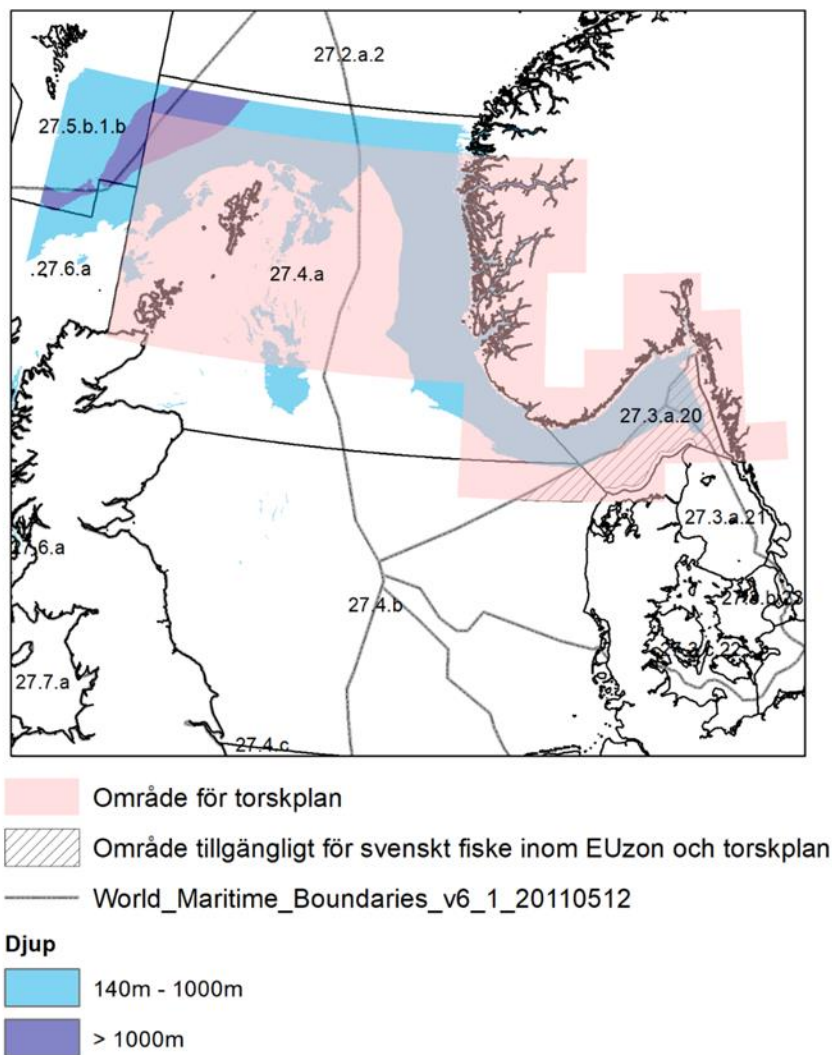 27.2.a.2
27.5.b.1.b
27.6.a
27.4.a
27.3.a.20
27.3.a.21
27.6.a
27.4.b
27.7.a
27.4.c
Område för torskplan
Område tillgängligt för svenskt fiske inom EUzon och torskplan
World_Maritime_Boundaries_v6_1_20110512
Djup
140m - 1000m
> 1000m